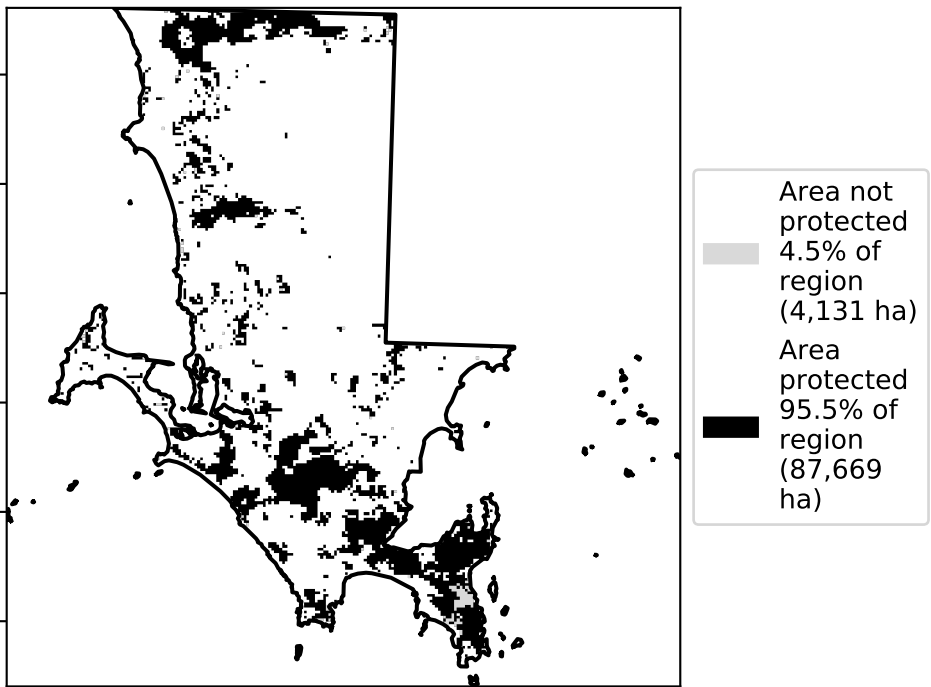 Area not
protected
4.5% of
region
(4,131 ha)
Area
protected
95.5% of
region
(87,669
ha)